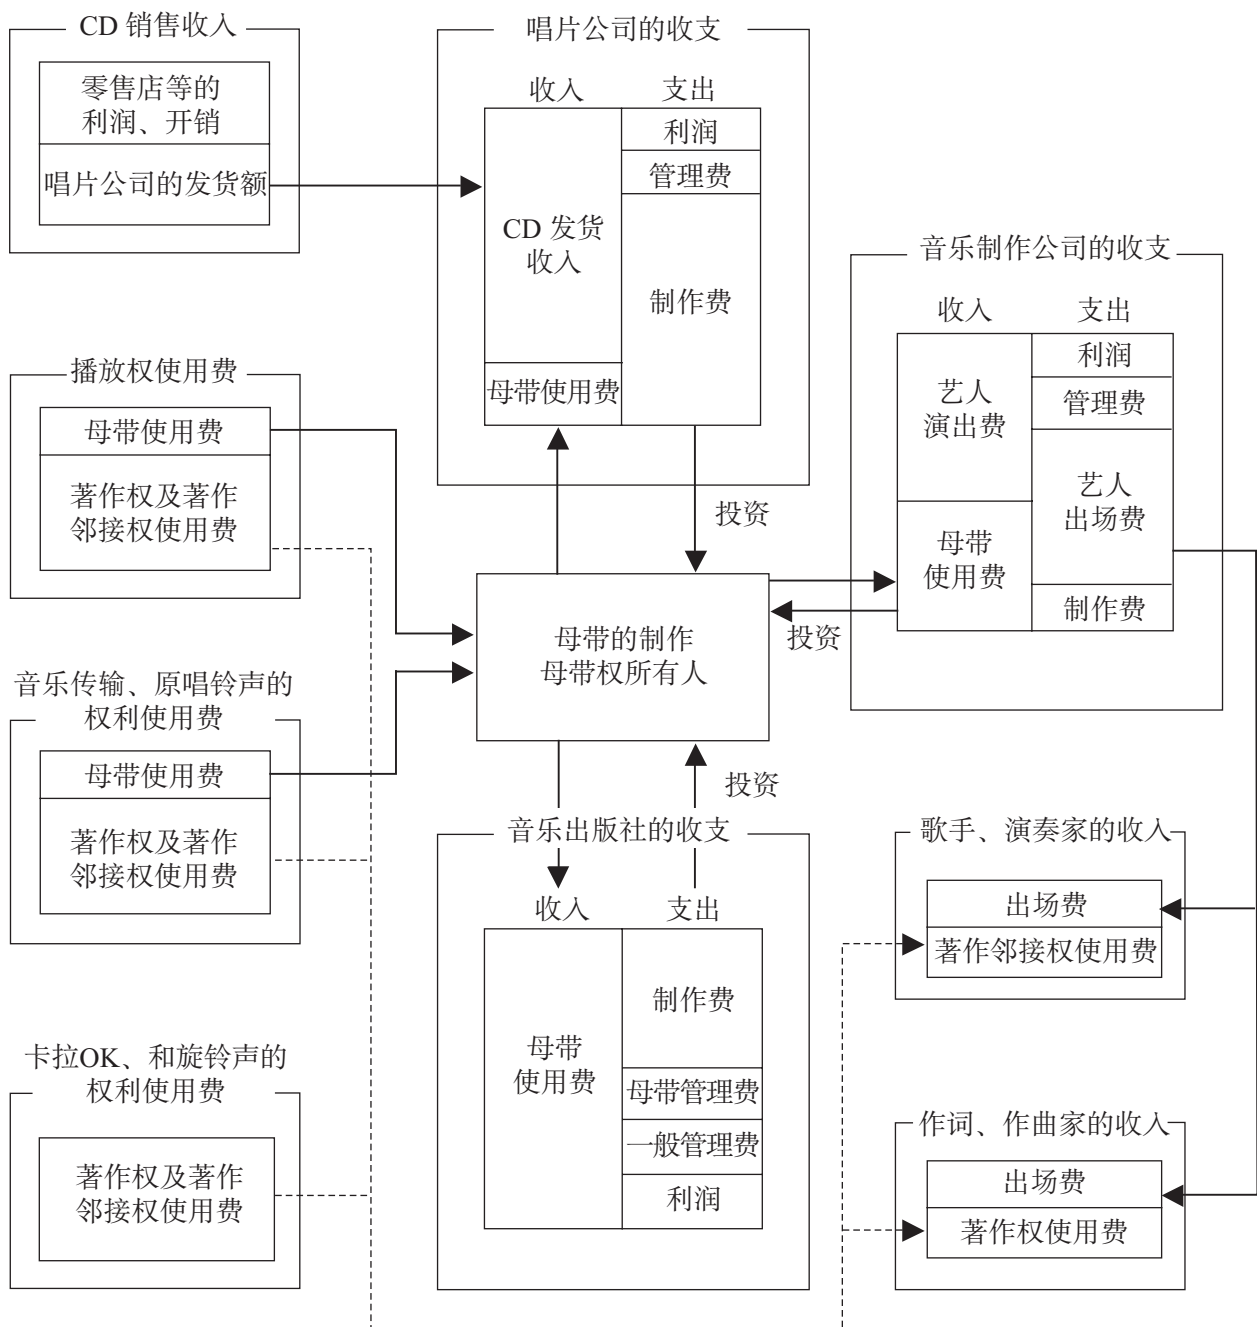 CD 销售收入
零售店等的
利润、开销
唱片公司的发货额
唱片公司的收支
收入
支出
CD 发货
收入
母带使用费
利润
管理费
制作费
投资
播放权使用费
母带使用费
著作权及著作
邻接权使用费
音乐制作公司的收支
收入
支出
艺人
演出费
母带
使用费
利润
管理费
艺人
出场费
制作费
投资
母带的制作
母带权所有人
音乐传输、原唱铃声的
权利使用费
母带使用费
著作权及著作
邻接权使用费
投资
音乐出版社的收支
收入
支出
母带
使用费
制作费
母带管理费
一般管理费
利润
歌手、演奏家的收入
出场费
著作邻接权使用费
卡拉OK、和旋铃声的
权利使用费
著作权及著作
邻接权使用费
作词、作曲家的收入
出场费
著作权使用费